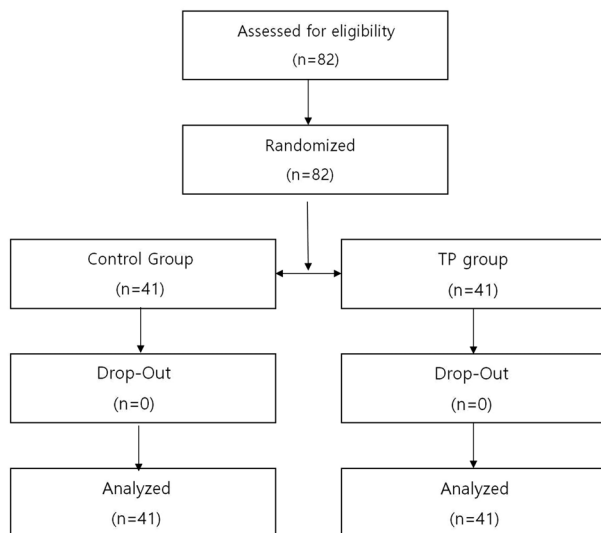 Assessed for eligibility
(n=82)
Randomized
(n=82)
Control Group
(n=41)
TP group
(n=41)
Drop-Out
(n=0)
Drop-Out
(n=0)
Analyzed
(n=41)
Analyzed
(n=41)